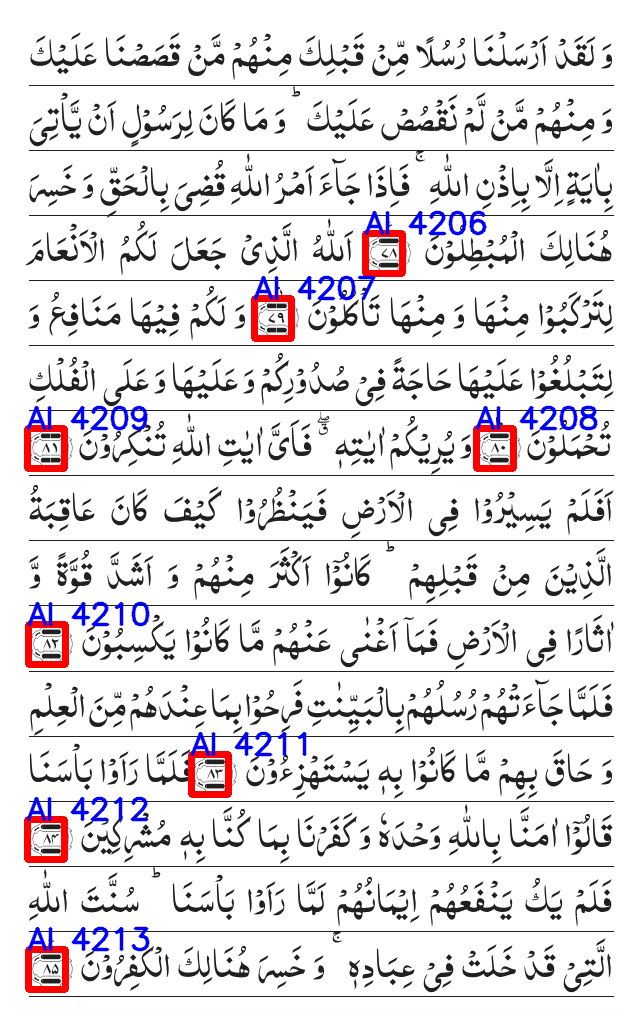 وَ لَقَدْ اَرْسَلْنَا رُسُلًا مِّنْ قَبْلِكَ مِنْهُمْ مَّنْ قَصَصْنَا عَلَیْكَ
وَ مِنْهُمْ مَّنْ لَّمْ نَقْصُصْ عَلَیْكَ ؕ وَ مَا كَانَ لِرَسُوْلٍ اَنْ یَّاْتِیَ
بِاٰیَةٍ اِلَّا بِاِذْنِ اللّٰهِ ۚ فَاِذَا جَآءَ اَمْرُ اللّٰهِ قُضِیَ بِالْحَقِّ وَ خَسِرَ
هُنَالِكَ الْمُبْطِلُوْنَ ۷۸ AI 4206 اَللّٰهُ الَّذِیْ جَعَلَ لَكُمُ الْاَنْعَامَ
لِتَرْكَبُوْا مِنْهَا وَ مِنْهَا تَاْكُلُوْنَ ۷۹ AI 4207 وَ لَكُمْ فِیْهَا مَنَافِعُ وَ
لِتَبْلُغُوْا عَلَیْهَا حَاجَةً فِیْ صُدُوْرِكُمْ وَ عَلَیْهَا وَ عَلَی الْفُلْكِ
تُحْمَلُوْنَ ۸۰ AI 4208 وَ یُرِیْكُمْ اٰیٰتِهٖ ۖۗ فَاَیَّ اٰیٰتِ اللّٰهِ تُنْكِرُوْنَ ۸۱ AI 4209
اَفَلَمْ یَسِیْرُوْا فِی الْاَرْضِ فَیَنْظُرُوْا كَیْفَ كَانَ عَاقِبَةُ
الَّذِیْنَ مِنْ قَبْلِهِمْ ؕ كَانُوْۤا اَكْثَرَ مِنْهُمْ وَ اَشَدَّ قُوَّةً وَّ
اٰثَارًا فِی الْاَرْضِ فَمَاۤ اَغْنٰی عَنْهُمْ مَّا كَانُوْا یَكْسِبُوْنَ ۸۲ AI 4210
فَلَمَّا جَآءَتْهُمْ رُسُلُهُمْ بِالْبَیِّنٰتِ فَرِحُوْا بِمَا عِنْدَهُمْ مِّنَ الْعِلْمِ
وَ حَاقَ بِهِمْ مَّا كَانُوْا بِهٖ یَسْتَهْزِءُوْنَ ۸۳ AI 4211 فَلَمَّا رَاَوْا بَاْسَنَا
قَالُوْۤا اٰمَنَّا بِاللّٰهِ وَحْدَهٗ وَ كَفَرْنَا بِمَا كُنَّا بِهٖ مُشْرِكِیْنَ ۸۴ AI 4212
فَلَمْ یَكُ یَنْفَعُهُمْ اِیْمَانُهُمْ لَمَّا رَاَوْا بَاْسَنَا ؕ سُنَّتَ اللّٰهِ
الَّتِیْ قَدْ خَلَتْ فِیْ عِبَادِهٖ ۚ وَ خَسِرَ هُنَالِكَ الْكٰفِرُوْنَ ۸۵ AI 4213